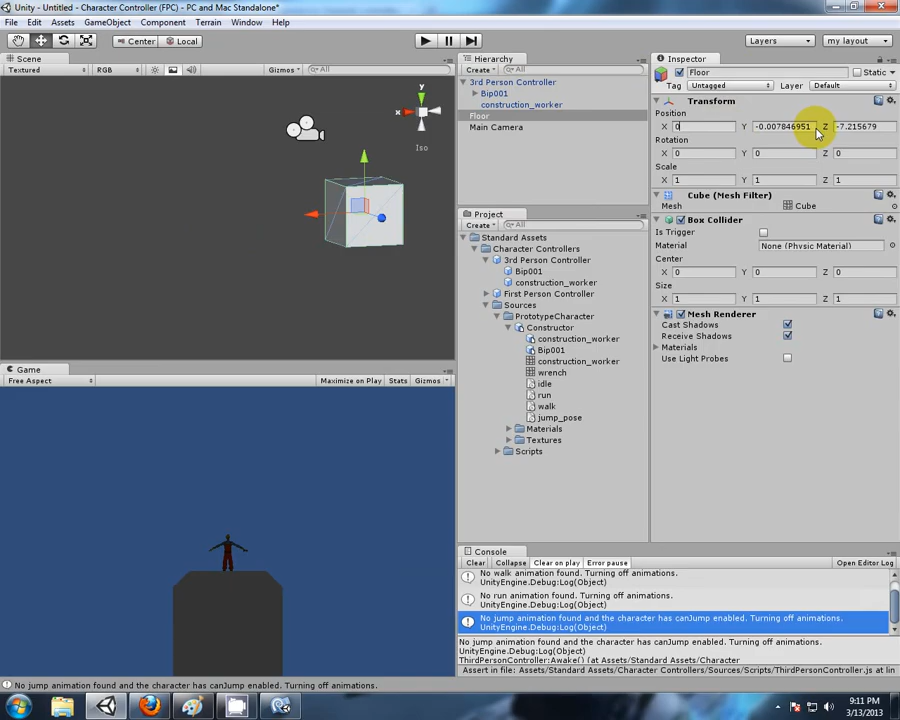 Unity - Untitled - Character Controller (FPC) - PC and Mac Standalone*
File Edit Assets GameObject Component Terrain Window Help
Center Local Layers my layout
Scene
Textured RGB Gizmos All
y
x
Iso
Game
Free Aspect Maximize on Play Stats Gizmos
Hierarchy
Create All
3rd Person Controller
Bip001
construction_worker
Floor
Main Camera
Project
Create All
Standard Assets
Character Controllers
3rd Person Controller
Bip001
construction_worker
First Person Controller
Sources
PrototypeCharacter
Constructor
construction_worker
Bip001
construction_worker
wrench
idle
run
walk
jump_pose
Materials
Textures
Scripts
Inspector
Floor Static
Tag Untagged Layer Default
Transform
Position
X 0 Y -0.007846951 Z -7.215679
Rotation
X 0 Y 0 Z 0
Scale
X 1 Y 1 Z 1
Cube (Mesh Filter)
Mesh Cube
Box Collider
Is Trigger
Material None (Physic Material)
Center
X 0 Y 0 Z 0
Size
X 1 Y 1 Z 1
Mesh Renderer
Cast Shadows
Receive Shadows
Materials
Use Light Probes
Console
Clear Collapse Clear on play Error pause Open Editor Log
No walk animation found. Turning off animations.
UnityEngine.Debug:Log(Object)
No run animation found. Turning off animations.
UnityEngine.Debug:Log(Object)
No jump animation found and the character has canJump enabled. Turning off animations.
UnityEngine.Debug:Log(Object)
No jump animation found and the character has canJump enabled. Turning off animations.
UnityEngine.Debug:Log(Object)
ThirdPersonController:Awake() (at Assets/Standard Assets/Character
Assert in file: Assets/Standard Assets/Character Controllers/Sources/Scripts/ThirdPersonController.js at lin
No jump animation found and the character has canJump enabled. Turning off animations.
9:11 PM
3/13/2013